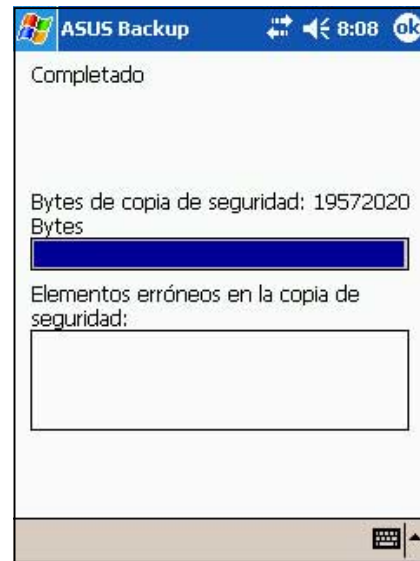 ASUS Backup 8:08 ok
Completado
Bytes de copia de seguridad: 19572020
Bytes
Elementos erróneos en la copia de
seguridad: